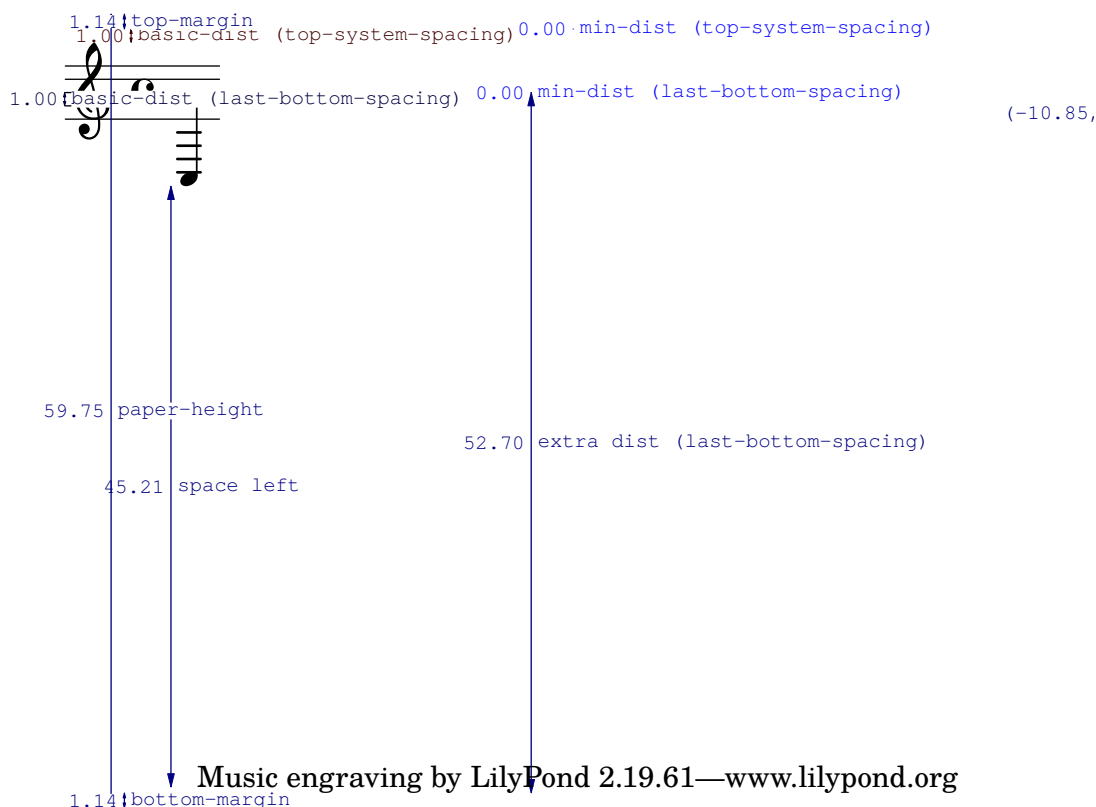 1.14 top-margin
1.00 basic-dist (top-system-spacing) 0.00 min-dist (top-system-spacing)
1.00 basic-dist (last-bottom-spacing) 0.00 min-dist (last-bottom-spacing)
(-10.85,
59.75 paper-height
52.70 extra dist (last-bottom-spacing)
45.21 space left
Music engraving by LilyPond 2.19.61—www.lilypond.org
1.14 bottom-margin